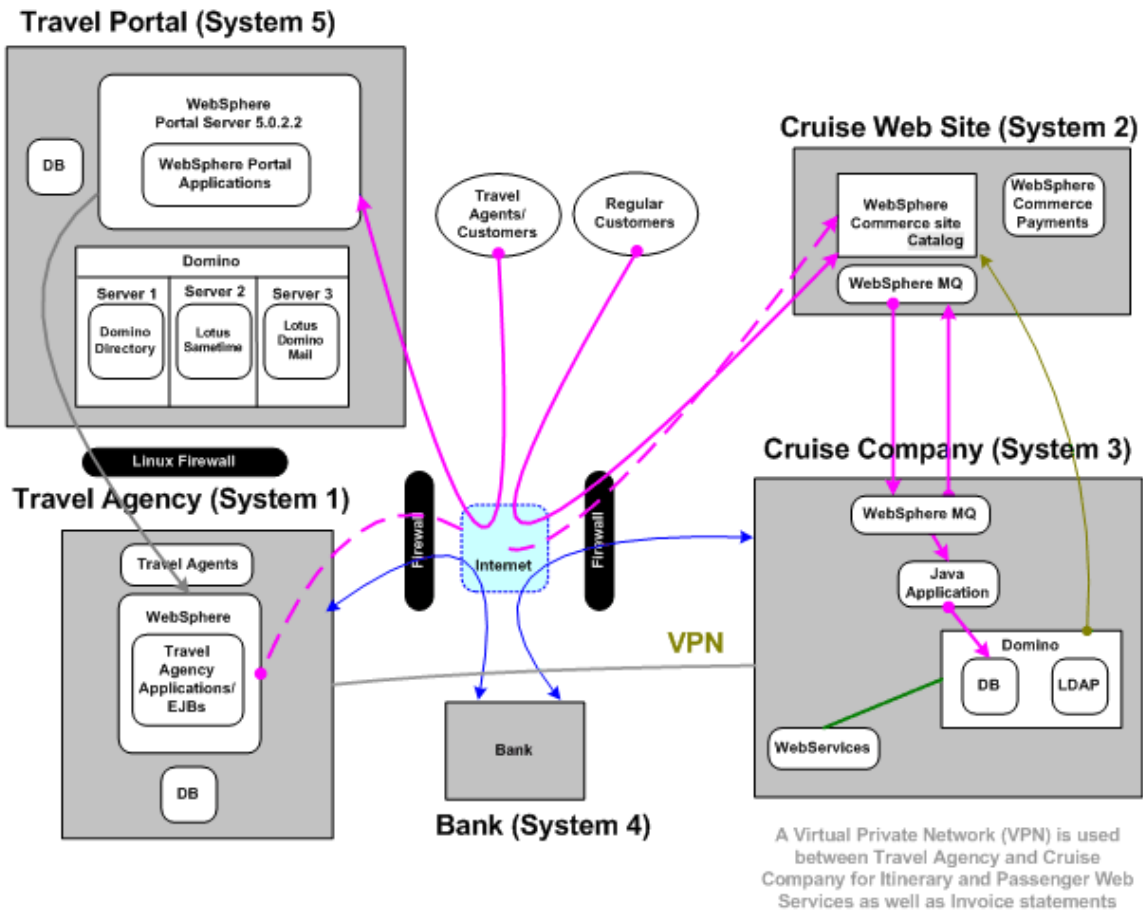 Travel Portal (System 5)
WebSphere
Portal Server 5.0.2.2
DB
WebSphere Portal
Applications
Domino
Server 1
Server 2
Server 3
Domino
Directory
Lotus
Sametime
Lotus
Domino
Mail
Linux Firewall
Travel
Agents/
Customers
Regular
Customers
Cruise Web Site (System 2)
WebSphere
Commerce site
Catalog
WebSphere
Commerce
Payments
WebSphere MQ
Travel Agency (System 1)
Travel Agents
WebSphere
Travel
Agency
Applications/
EJBs
DB
Firewall
Internet
Firewall
VPN
Bank
Bank (System 4)
Cruise Company (System 3)
WebSphere MQ
Java
Application
Domino
DB
LDAP
WebServices
A Virtual Private Network (VPN) is used
between Travel Agency and Cruise
Company for Itinerary and Passenger Web
Services as well as Invoice statements